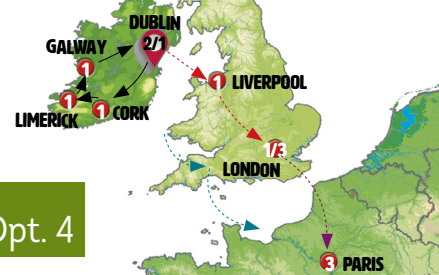 DUBLIN
2/1
GALWAY
1
1
LIVERPOOL
1
LIMERICK
1
CORK
1/3
LONDON
Opt. 4
3
PARIS